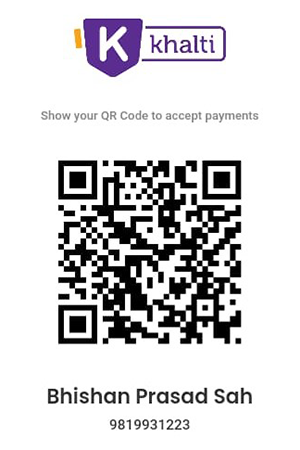 K khalti
Show your QR Code to accept payments
Bhishan Prasad Sah
9819931223